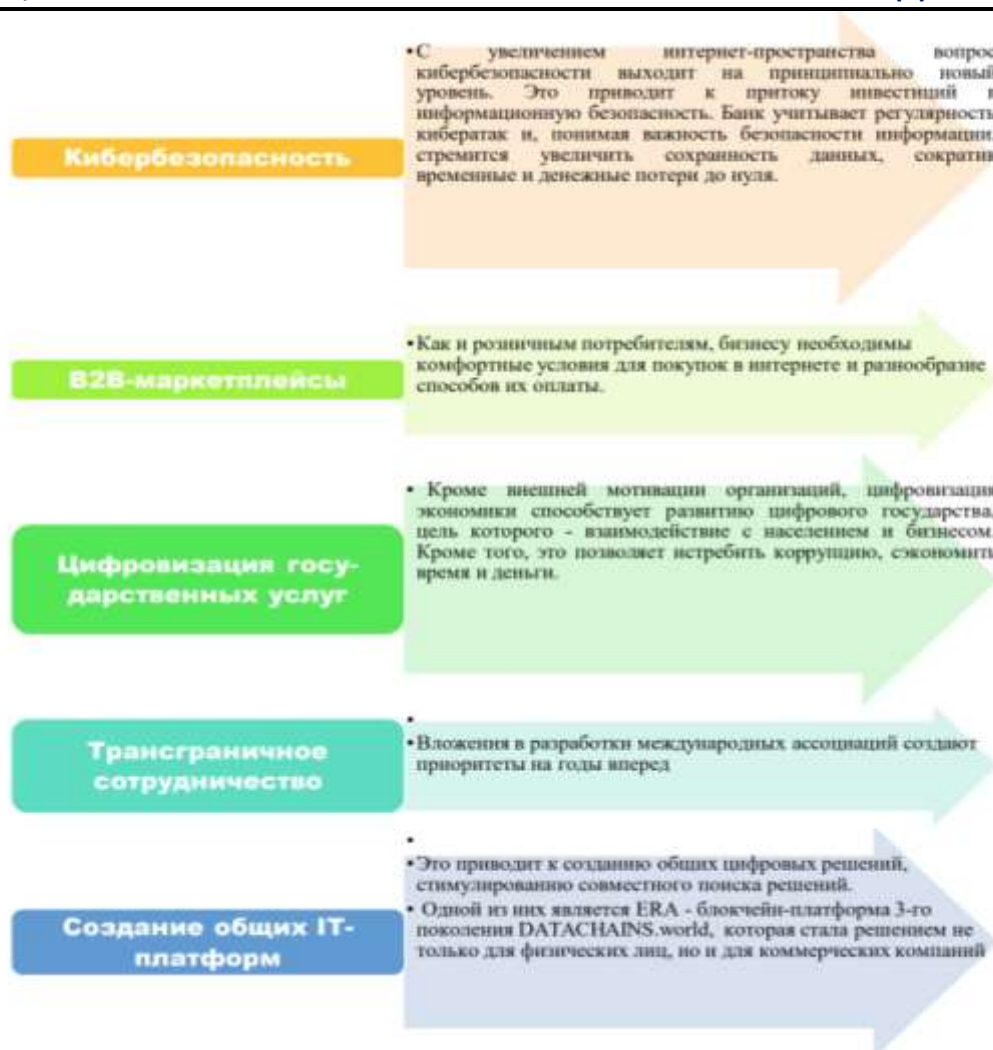 Кибербезопасность
•С увеличением интернет-пространства вопрос
кибербезопасности выходит на принципиально новый
уровень. Это приводит к притоку инвестиций в
информационную безопасность. Банк учитывает регулярность
кибератак и, понимая важность безопасности информации,
стремится увеличить сохранность данных, сократив
временные и денежные потери до нуля.
B2B-маркетплейсы
•Как и розничным потребителям, бизнесу необходимы
комфортные условия для покупок в интернете и разнообразие
способов их оплаты.
Цифровизация госу-
дарственных услуг
• Кроме внешней мотивации организаций, цифровизация
экономики способствует развитию цифрового государства,
цель которого - взаимодействие с населением и бизнесом.
Кроме того, это позволяет истребить коррупцию, сэкономить
время и деньги.
Трансграничное
сотрудничество
•
•Вложения в разработки международных ассоциаций создают
приоритеты на годы вперед
Создание общих IT-
платформ
•
•Это приводит к созданию общих цифровых решений,
стимулированию совместного поиска решений.
• Одной из них является ERA - блокчейн-платформа 3-го
поколения DATACHAINS.world, которая стала решением не
только для физических лиц, но и для коммерческих компаний